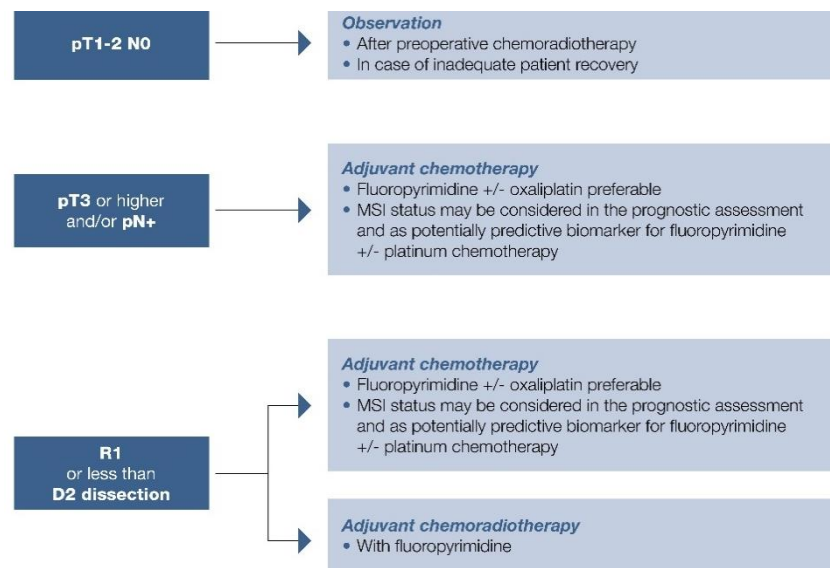 pT1-2 N0
Observation
• After preoperative chemoradiotherapy
• In case of inadequate patient recovery
pT3 or higher
and/or pN+
Adjuvant chemotherapy
• Fluoropyrimidine +/- oxaliplatin preferable
• MSI status may be considered in the prognostic assessment
and as potentially predictive biomarker for fluoropyrimidine
+/- platinum chemotherapy
R1
or less than
D2 dissection
Adjuvant chemotherapy
• Fluoropyrimidine +/- oxaliplatin preferable
• MSI status may be considered in the prognostic assessment
and as potentially predictive biomarker for fluoropyrimidine
+/- platinum chemotherapy
Adjuvant chemoradiotherapy
• With fluoropyrimidine